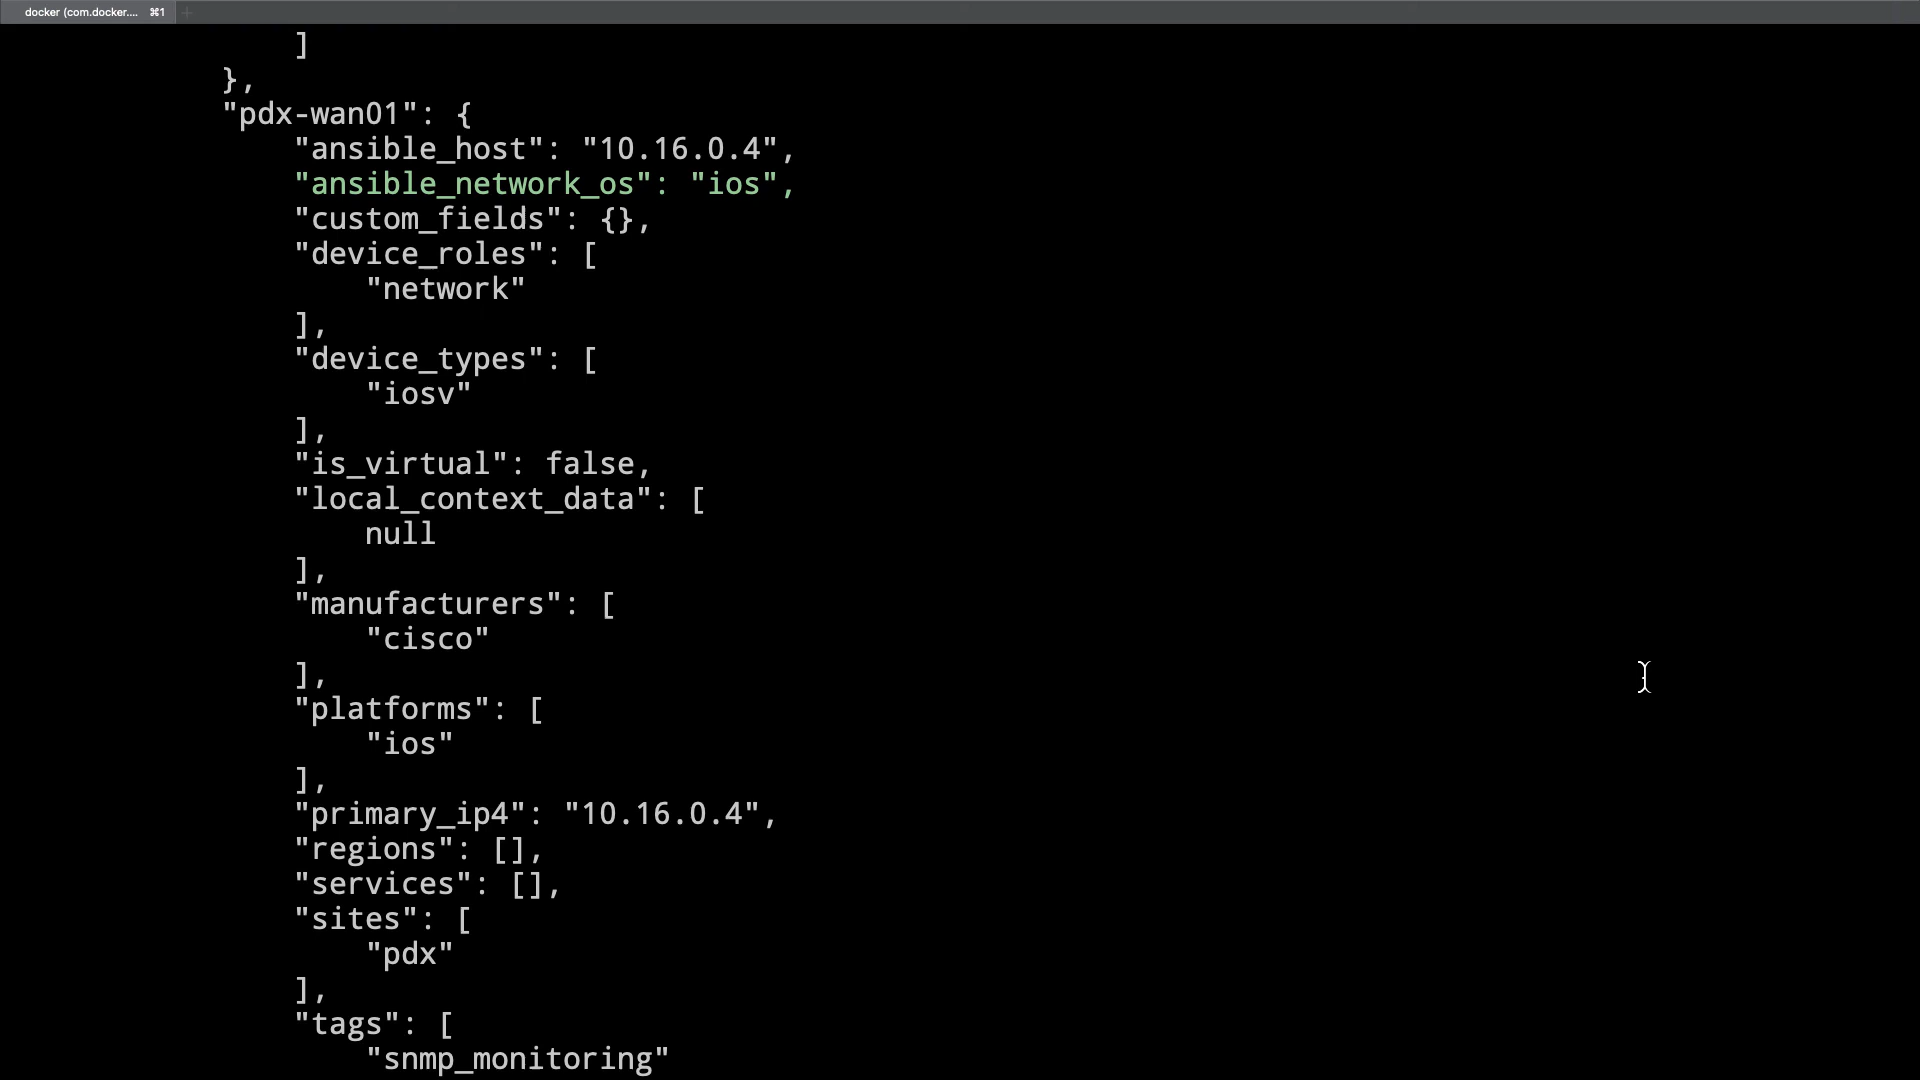 docker (com.docker.... ⌘1 +
]
},
"pdx-wan01": {
"ansible_host": "10.16.0.4",
"ansible_network_os": "ios",
"custom_fields": {},
"device_roles": [
"network"
],
"device_types": [
"iosv"
],
"is_virtual": false,
"local_context_data": [
null
],
"manufacturers": [
"cisco"
],
"platforms": [
"ios"
],
"primary_ip4": "10.16.0.4",
"regions": [],
"services": [],
"sites": [
"pdx"
],
"tags": [
"snmp_monitoring"